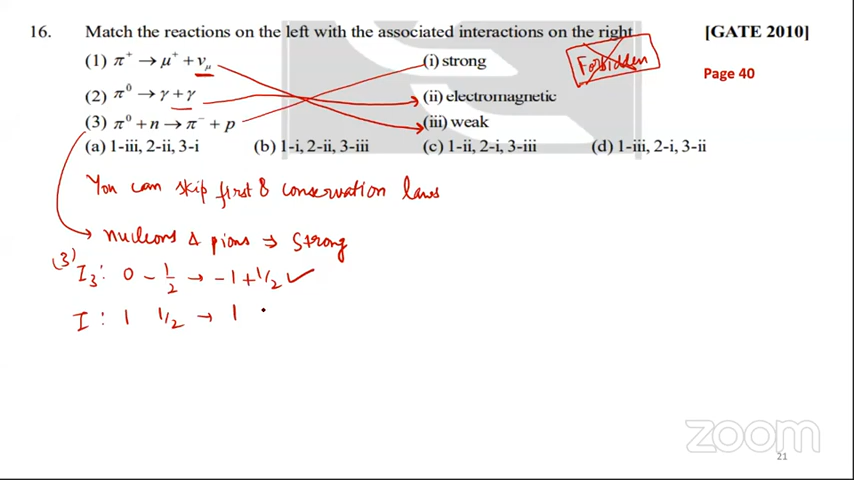 16. Match the reactions on the left with the associated interactions on the right [GATE 2010]
(1) π⁺ → μ⁺ + ν_μ (i) strong Forbidden
Page 40
(2) π⁰ → γ + γ (ii) electromagnetic
(3) π⁰ + n → π⁻ + p (iii) weak
(a) 1-iii, 2-ii, 3-i (b) 1-i, 2-ii, 3-iii (c) 1-ii, 2-i, 3-iii (d) 1-iii, 2-i, 3-ii
You can skip first 8 conservation laws
nucleons & pions → Strong
(3) I₃ : 0 - 1/2 → -1 + 1/2 ✓
I : 1 1/2 → 1
zoom
21